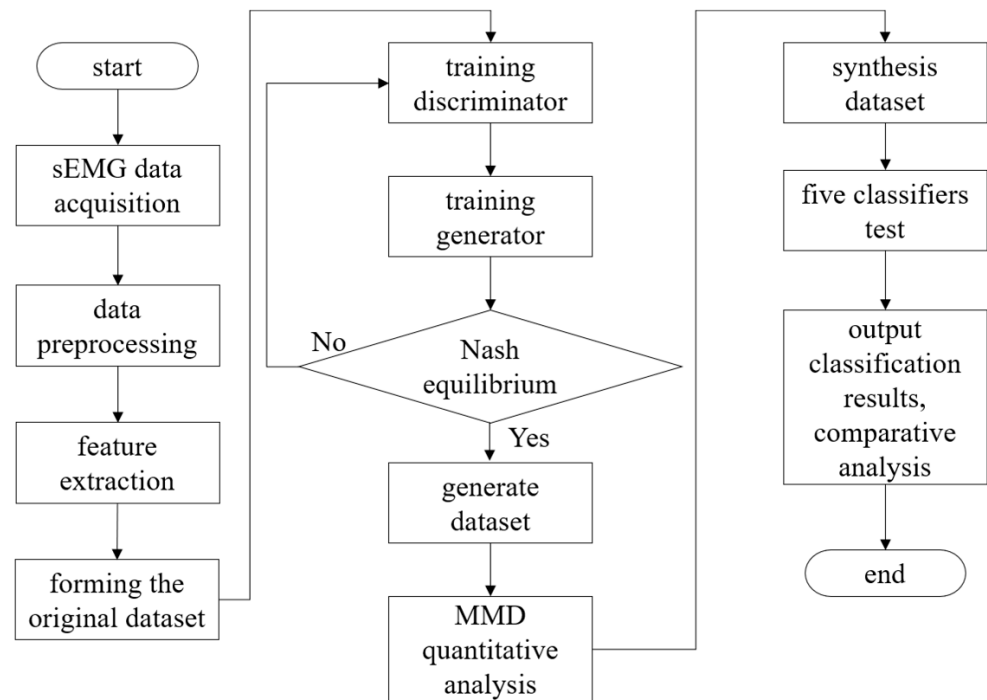 start
sEMG data
acquisition
data
preprocessing
feature
extraction
forming the
original dataset
training
discriminator
training
generator
No
Nash
equilibrium
Yes
generate
dataset
MMD
quantitative
analysis
synthesis
dataset
five classifiers
test
output
classification
results,
comparative
analysis
end